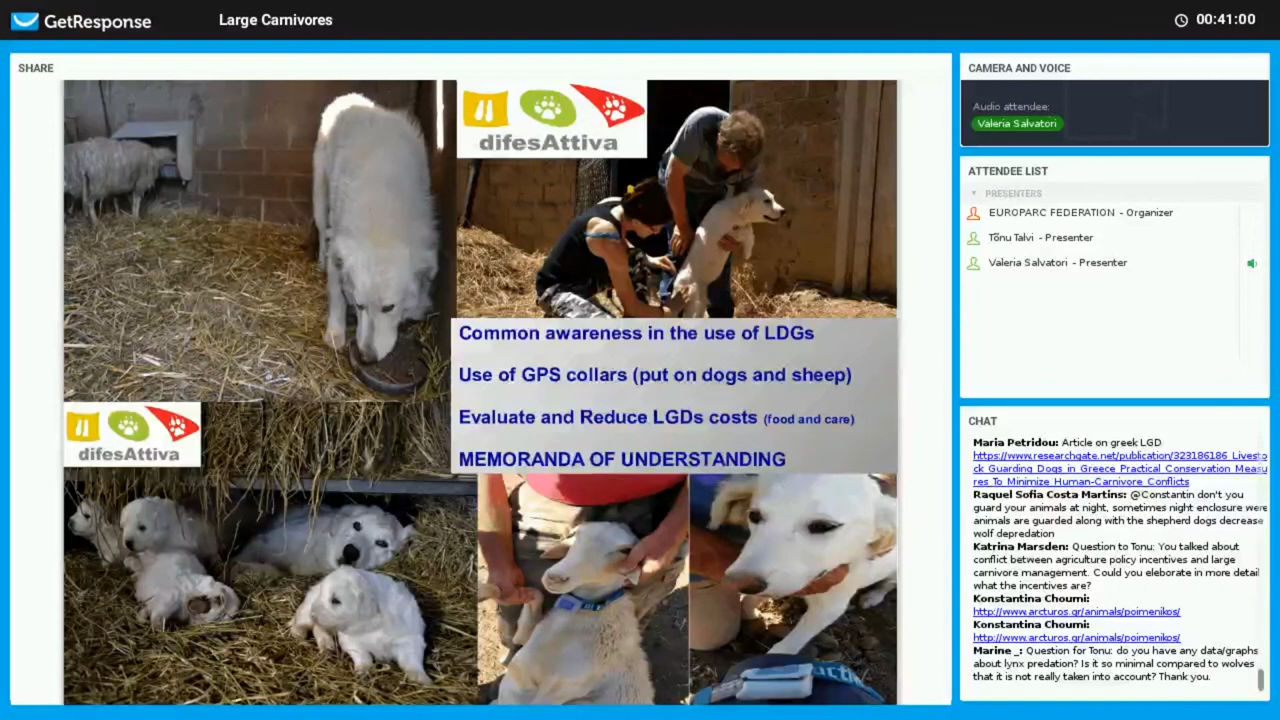 GetResponse
Large Carnivores
00:41:00
SHARE
difesAttiva
Common awareness in the use of LDGs
Use of GPS collars (put on dogs and sheep)
Evaluate and Reduce LGDs costs (food and care)
MEMORANDA OF UNDERSTANDING
difesAttiva
CAMERA AND VOICE
Audio attendee:
Valeria Salvatori
ATTENDEE LIST
PRESENTERS
EUROPARC FEDERATION - Organizer
Tõnu Talvi - Presenter
Valeria Salvatori - Presenter
CHAT
Maria Petridou: Article on greek LGD
https://www.researchgate.net/publication/323186186_Livesto
ck_Guarding_Dogs_in_Greece_Practical_Conservation_Measu
res_To_Minimize_Human-Carnivore_Conflicts
Raquel Sofia Costa Martins: @Constantin don't you
guard your animals at night, sometimes night enclosure were
animals are guarded along with the shepherd dogs decrease
wolf depredation
Katrina Marsden: Question to Tonu: You talked about
conflict between agriculture policy incentives and large
carnivore management. Could you eleborate in more detail
what the incentives are?
Konstantina Choumi:
http://www.arcturos.gr/animals/poimenikos/
Konstantina Choumi:
http://www.arcturos.gr/animals/poimenikos/
Marine _: Question for Tonu: do you have any data/graphs
about lynx predation? Is it so minimal compared to wolves
that it is not really taken into account? Thank you.